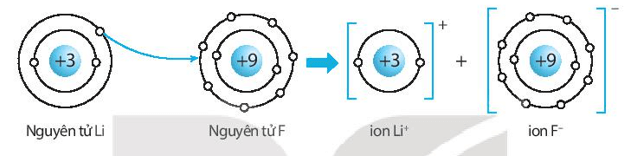 +3
+9
+3
+
+
+9
−
Nguyên tử Li
Nguyên tử F
ion Li⁺
ion F⁻